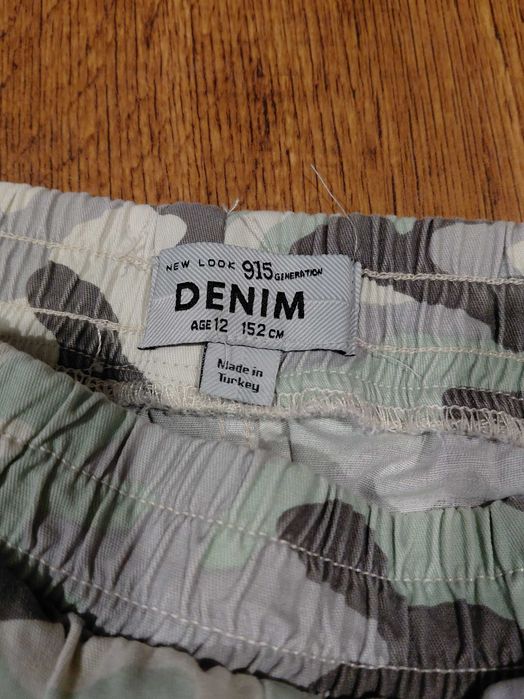 NEW LOOK 915 GENERATION
DENIM
AGE 12 152 CM
Made in
Turkey